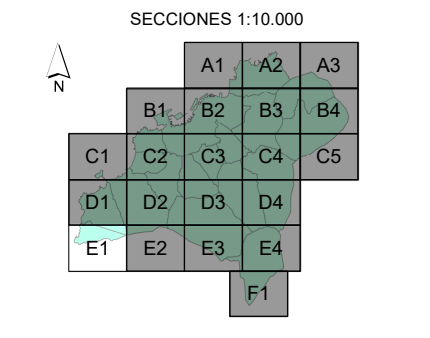 SECCIONES 1:10.000
N
A1 A2 A3
B1 B2 B3 B4
C1 C2 C3 C4 C5
D1 D2 D3 D4
E1 E2 E3 E4
F1